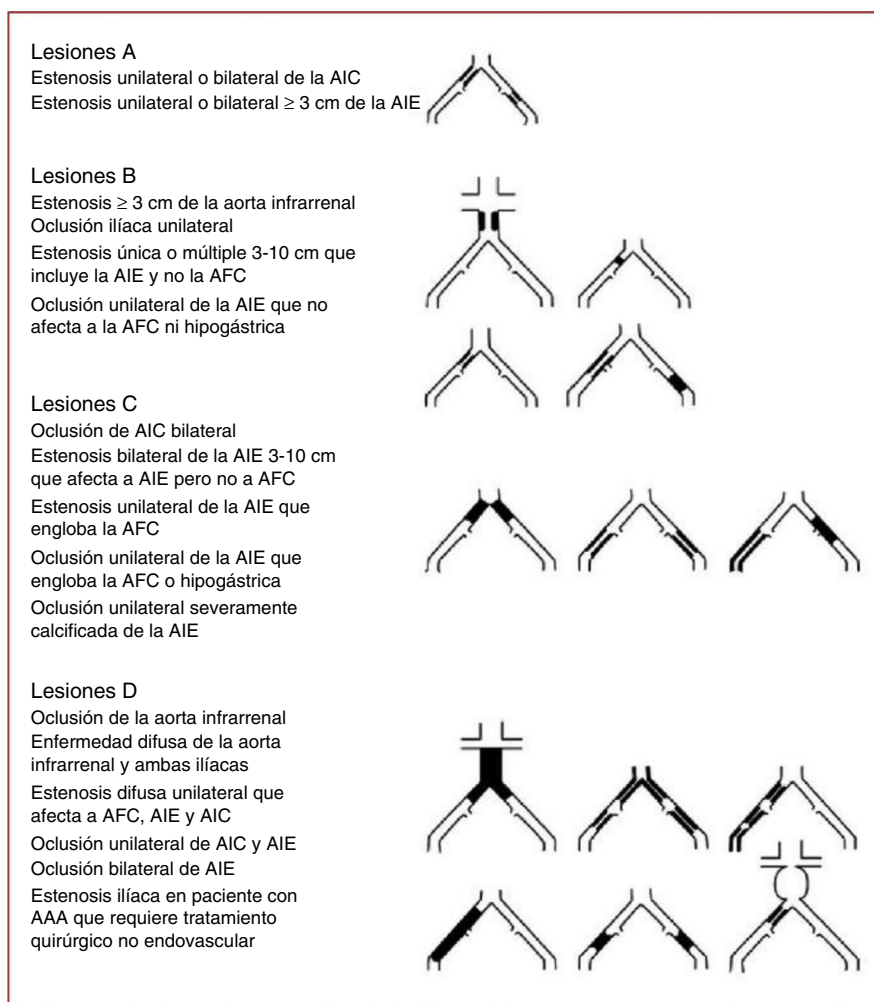 Lesiones A
Estenosis unilateral o bilateral de la AIC
Estenosis unilateral o bilateral ≥ 3 cm de la AIE
Lesiones B
Estenosis ≥ 3 cm de la aorta infrarrenal
Oclusión ilíaca unilateral
Estenosis única o múltiple 3-10 cm que
incluye la AIE y no la AFC
Oclusión unilateral de la AIE que no
afecta a la AFC ni hipogástrica
Lesiones C
Oclusión de AIC bilateral
Estenosis bilateral de la AIE 3-10 cm
que afecta a AIE pero no a AFC
Estenosis unilateral de la AIE que
engloba la AFC
Oclusión unilateral de la AIE que
engloba la AFC o hipogástrica
Oclusión unilateral severamente
calcificada de la AIE
Lesiones D
Oclusión de la aorta infrarrenal
Enfermedad difusa de la aorta
infrarrenal y ambas ilíacas
Estenosis difusa unilateral que
afecta a AFC, AIE y AIC
Oclusión unilateral de AIC y AIE
Oclusión bilateral de AIE
Estenosis ilíaca en paciente con
AAA que requiere tratamiento
quirúrgico no endovascular